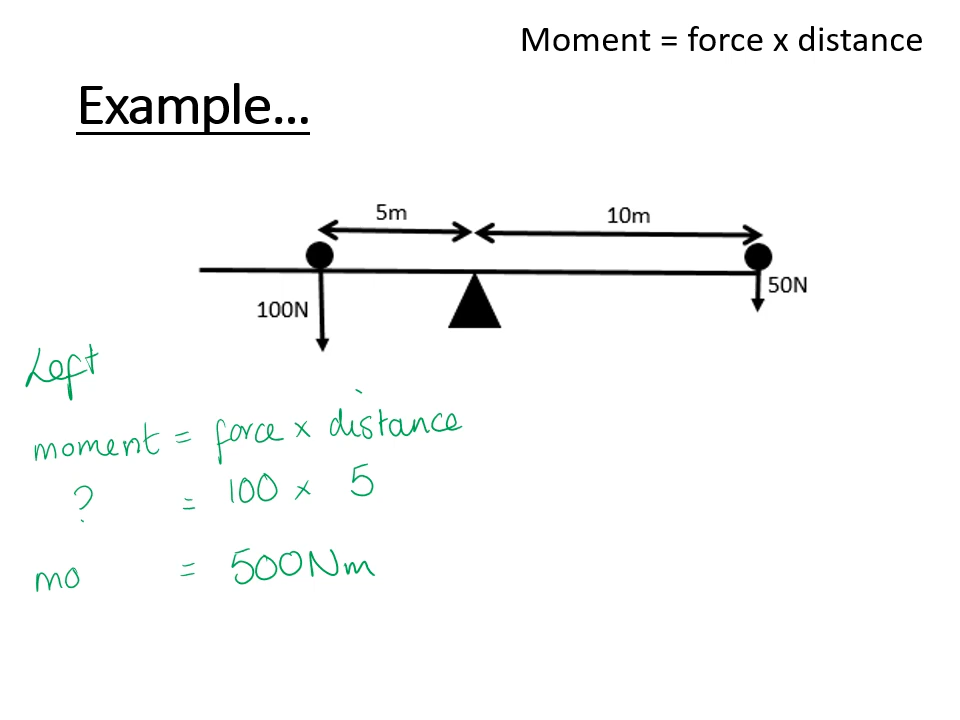 Moment = force x distance
Example...
5m
10m
100N
50N
Left
moment = force x distance
? = 100 x 5
mo = 500Nm